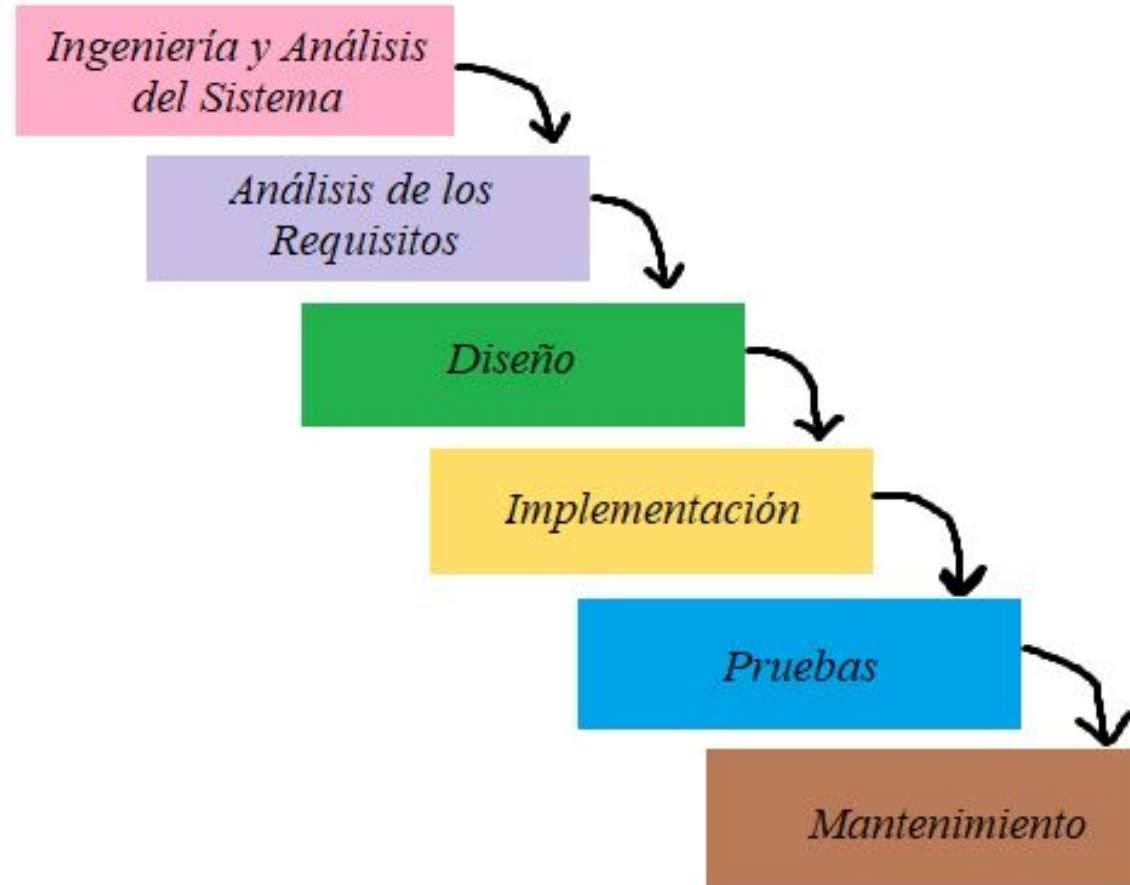 Ingeniería y Análisis
del Sistema
Análisis de los
Requisitos
Diseño
Implementación
Pruebas
Mantenimiento